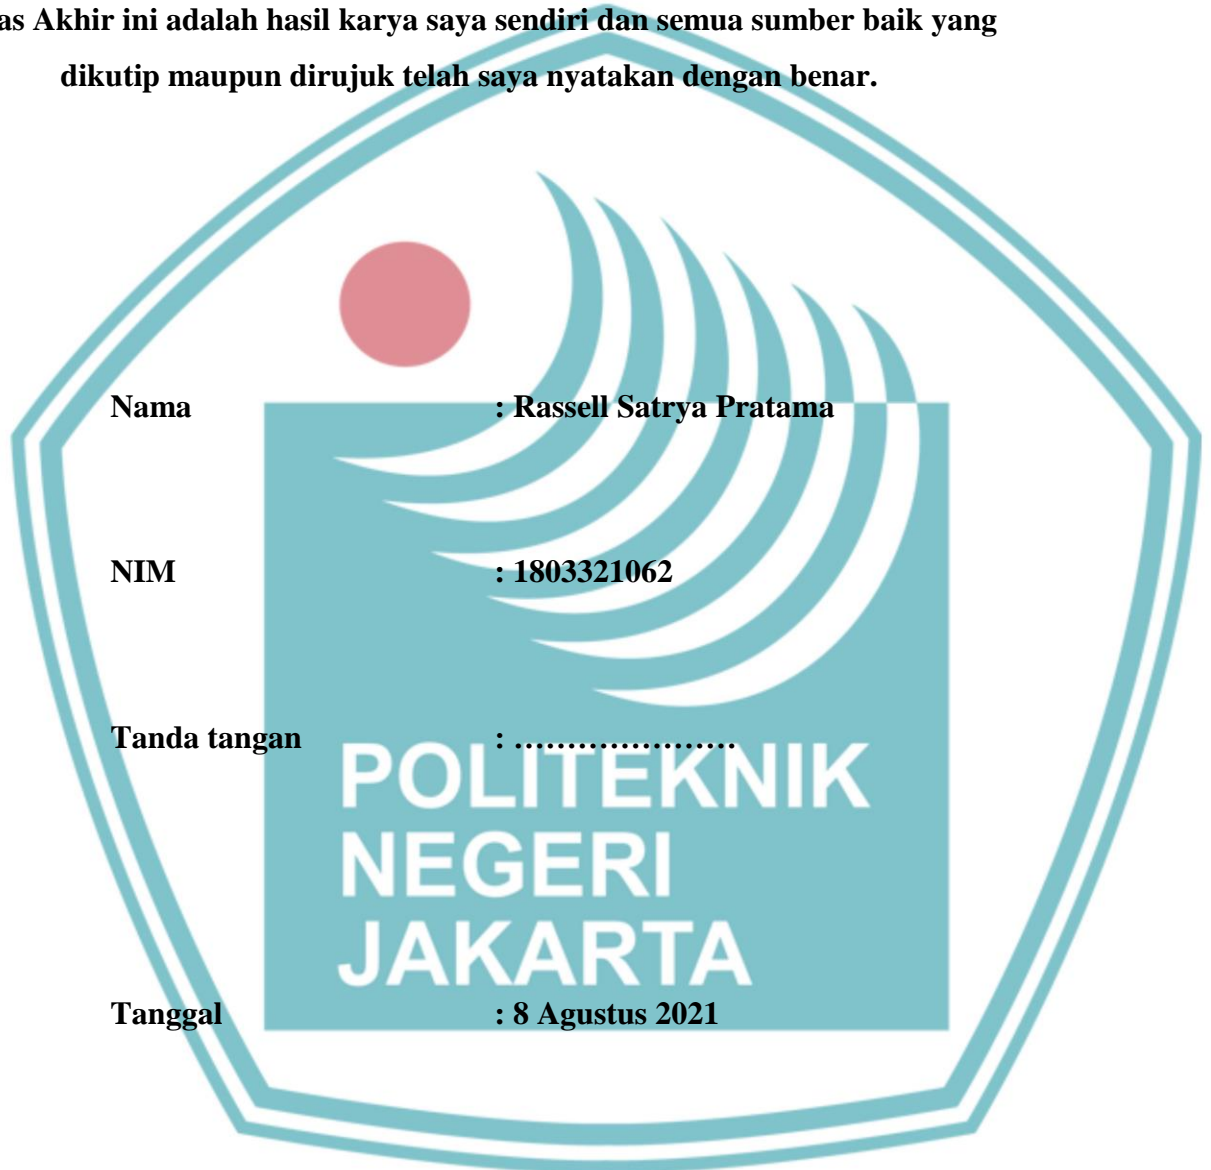 as Akhir ini adalah hasil karya saya sendiri dan semua sumber baik yang
dikutip maupun dirujuk telah saya nyatakan dengan benar.
Nama : Rassell Satrya Pratama
NIM : 1803321062
Tanda tangan : .....................
POLITEKNIK
NEGERI
JAKARTA
Tanggal : 8 Agustus 2021